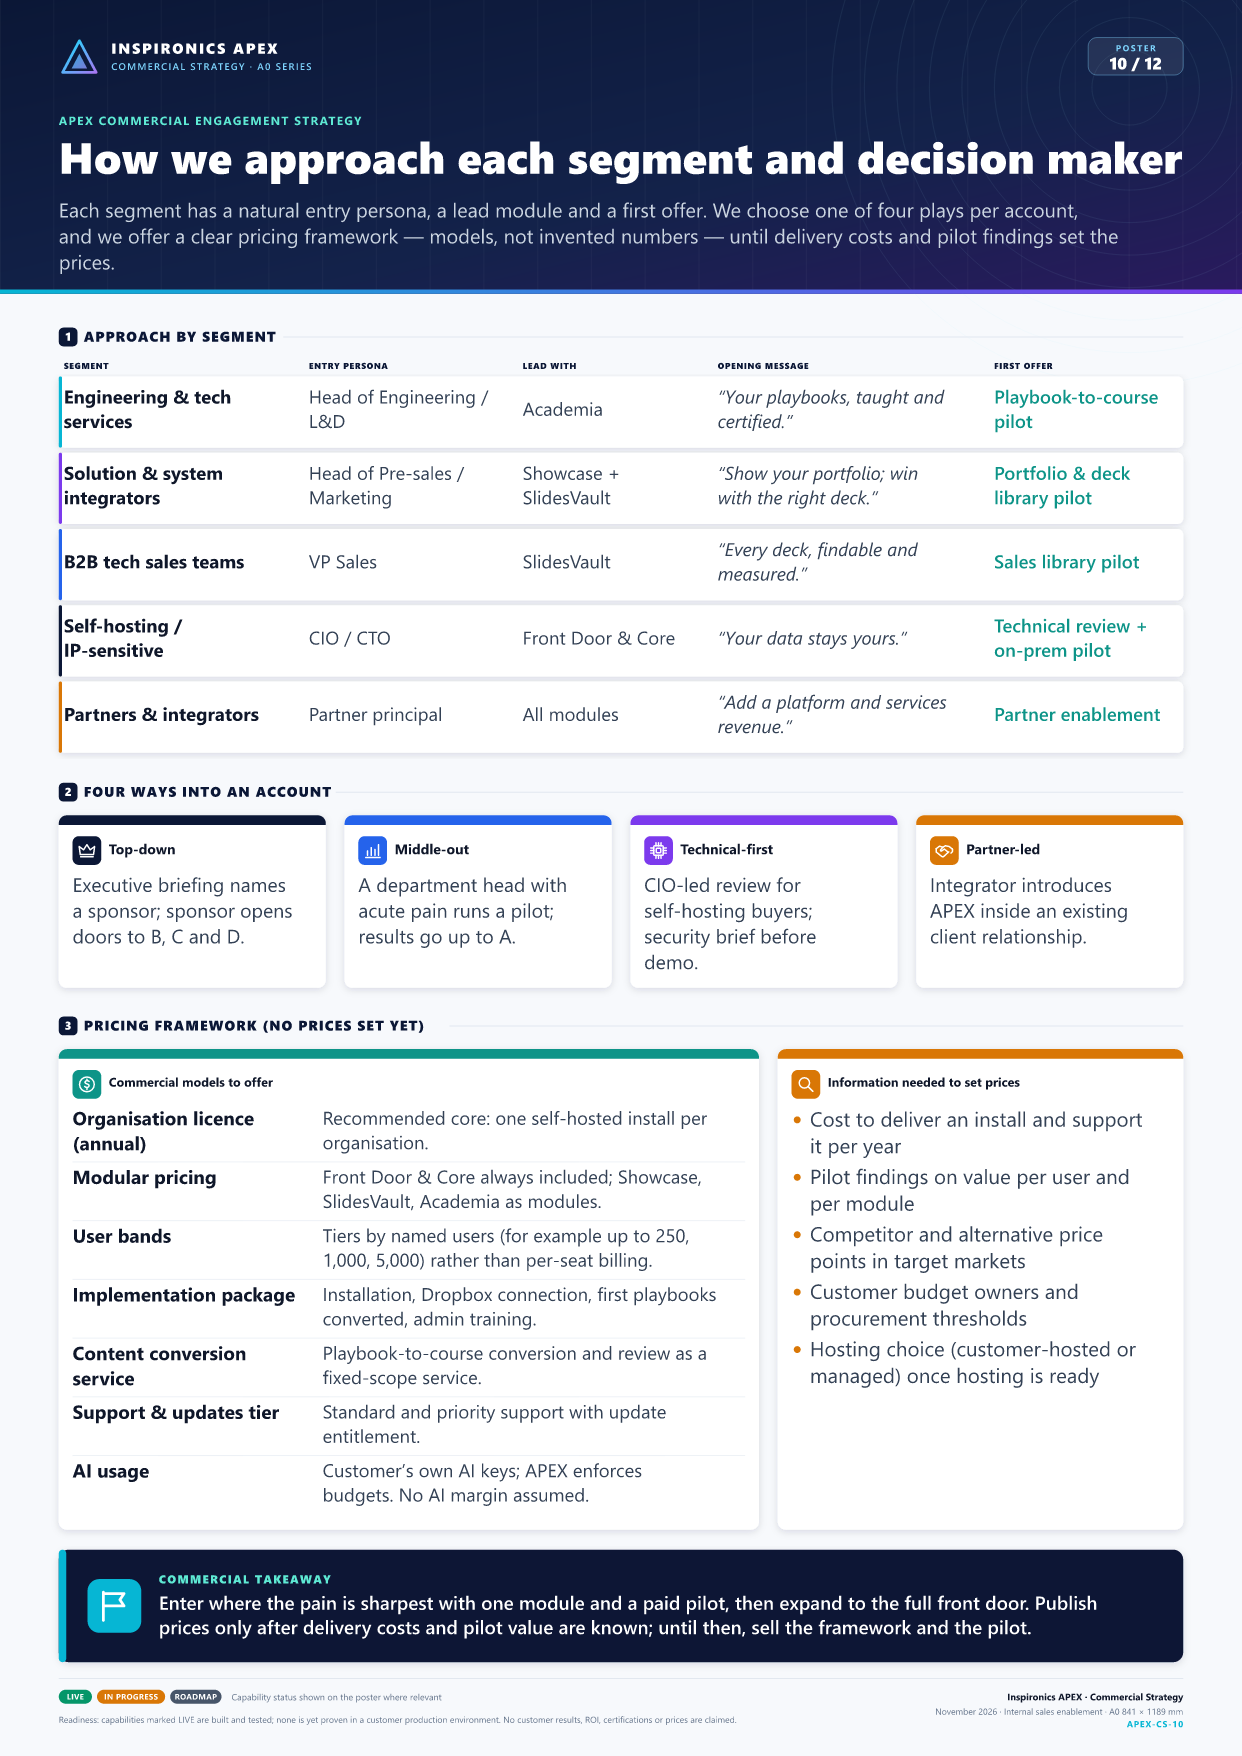 INSPIRONICS APEX
COMMERCIAL STRATEGY · A0 SERIES
POSTER
10 / 12
APEX COMMERCIAL ENGAGEMENT STRATEGY
How we approach each segment and decision maker
Each segment has a natural entry persona, a lead module and a first offer. We choose one of four plays per account,
and we offer a clear pricing framework — models, not invented numbers — until delivery costs and pilot findings set the
prices.
1 APPROACH BY SEGMENT
SEGMENT ENTRY PERSONA LEAD WITH OPENING MESSAGE FIRST OFFER
Engineering & tech
services
Head of Engineering /
L&D
Academia
“Your playbooks, taught and
certified.”
Playbook-to-course
pilot
Solution & system
integrators
Head of Pre-sales /
Marketing
Showcase +
SlidesVault
“Show your portfolio; win
with the right deck.”
Portfolio & deck
library pilot
B2B tech sales teams
VP Sales
SlidesVault
“Every deck, findable and
measured.”
Sales library pilot
Self-hosting /
IP-sensitive
CIO / CTO
Front Door & Core
“Your data stays yours.”
Technical review +
on-prem pilot
Partners & integrators
Partner principal
All modules
“Add a platform and services
revenue.”
Partner enablement
2 FOUR WAYS INTO AN ACCOUNT
Top-down
Executive briefing names
a sponsor; sponsor opens
doors to B, C and D.
Middle-out
A department head with
acute pain runs a pilot;
results go up to A.
Technical-first
CIO-led review for
self-hosting buyers;
security brief before
demo.
Partner-led
Integrator introduces
APEX inside an existing
client relationship.
3 PRICING FRAMEWORK (NO PRICES SET YET)
Commercial models to offer
Organisation licence
(annual)
Recommended core: one self-hosted install per
organisation.
Modular pricing
Front Door & Core always included; Showcase,
SlidesVault, Academia as modules.
User bands
Tiers by named users (for example up to 250,
1,000, 5,000) rather than per-seat billing.
Implementation package
Installation, Dropbox connection, first playbooks
converted, admin training.
Content conversion
service
Playbook-to-course conversion and review as a
fixed-scope service.
Support & updates tier
Standard and priority support with update
entitlement.
AI usage
Customer’s own AI keys; APEX enforces
budgets. No AI margin assumed.
Information needed to set prices
• Cost to deliver an install and support
it per year
• Pilot findings on value per user and
per module
• Competitor and alternative price
points in target markets
• Customer budget owners and
procurement thresholds
• Hosting choice (customer-hosted or
managed) once hosting is ready
COMMERCIAL TAKEAWAY
Enter where the pain is sharpest with one module and a paid pilot, then expand to the full front door. Publish
prices only after delivery costs and pilot value are known; until then, sell the framework and the pilot.
LIVE IN PROGRESS ROADMAP Capability status shown on the poster where relevant
Readiness: capabilities marked LIVE are built and tested; none is yet proven in a customer production environment. No customer results, ROI, certifications or prices are claimed.
Inspironics APEX · Commercial Strategy
November 2026 · Internal sales enablement · A0 841 × 1189 mm
APEX-CS-10